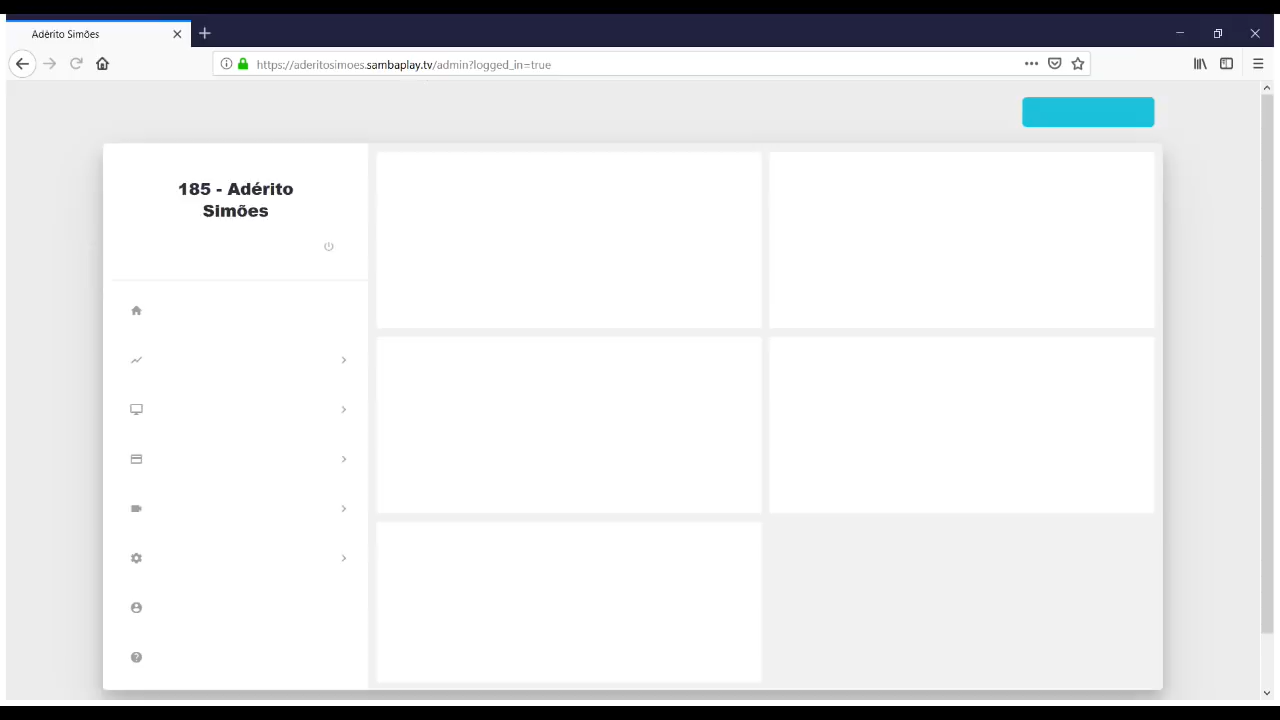 Adérito Simões
https://aderitosimoes.sambaplay.tv/admin?logged_in=true
185 - Adérito
Simões